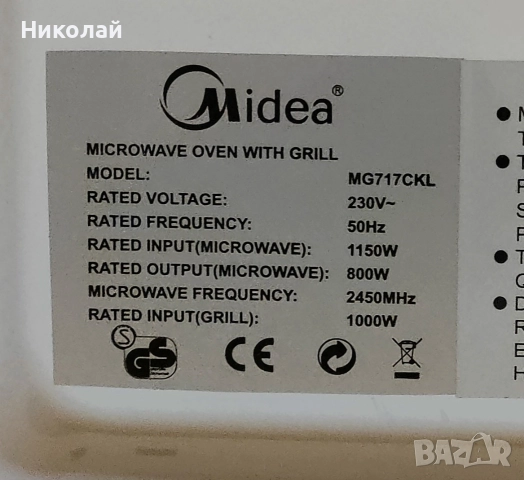 Николай
Midea®
MICROWAVE OVEN WITH GRILL
MODEL: MG717CKL
RATED VOLTAGE: 230V~
RATED FREQUENCY: 50Hz
RATED INPUT(MICROWAVE): 1150W
RATED OUTPUT(MICROWAVE): 800W
MICROWAVE FREQUENCY: 2450MHz
RATED INPUT(GRILL): 1000W
S GS CE
BAZAR